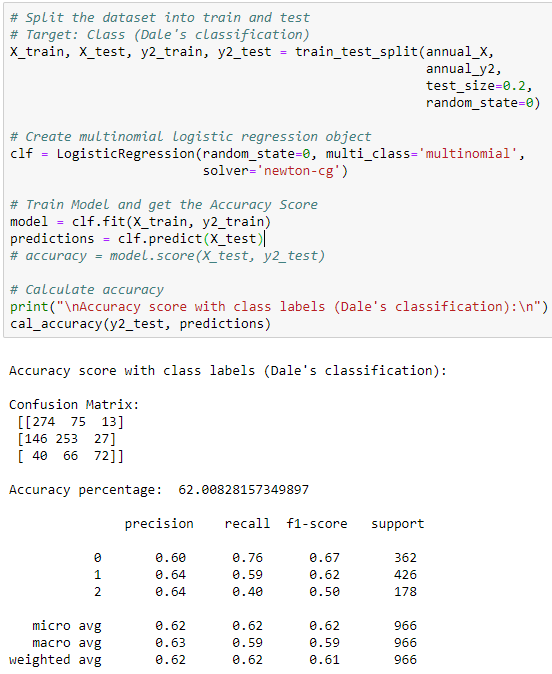 # Split the dataset into train and test
# Target: Class (Dale's classification)
X_train, X_test, y2_train, y2_test = train_test_split(annual_X,
annual_y2,
test_size=0.2,
random_state=0)
# Create multinomial logistic regression object
clf = LogisticRegression(random_state=0, multi_class='multinomial',
solver='newton-cg')
# Train Model and get the Accuracy Score
model = clf.fit(X_train, y2_train)
predictions = clf.predict(X_test)
# accuracy = model.score(X_test, y2_test)
# Calculate accuracy
print("\nAccuracy score with class labels (Dale's classification):\n")
cal_accuracy(y2_test, predictions)
Accuracy score with class labels (Dale's classification):
Confusion Matrix:
[[274 75 13]
[146 253 27]
[ 40 66 72]]
Accuracy percentage: 62.00828157349897
precision recall f1-score support
0 0.60 0.76 0.67 362
1 0.64 0.59 0.62 426
2 0.64 0.40 0.50 178
micro avg 0.62 0.62 0.62 966
macro avg 0.63 0.59 0.59 966
weighted avg 0.62 0.62 0.61 966